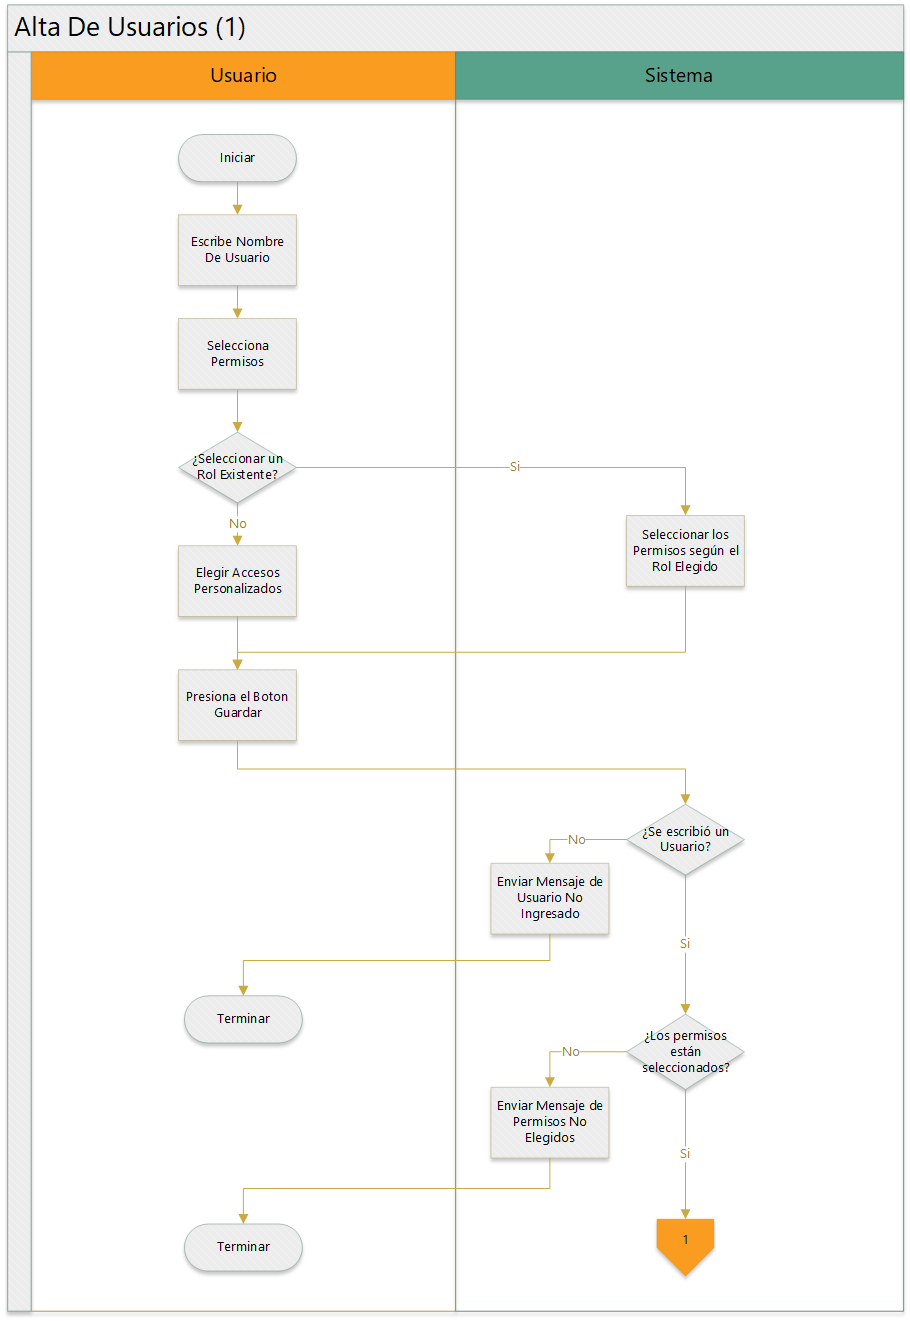 Alta De Usuarios (1)
Usuario
Sistema
Iniciar
Escribe Nombre
De Usuario
Selecciona
Permisos
¿Seleccionar un
Rol Existente?
Si
No
Elegir Accesos
Personalizados
Seleccionar los
Permisos según el
Rol Elegido
Presiona el Boton
Guardar
¿Se escribió un
Usuario?
No
Enviar Mensaje de
Usuario No
Ingresado
Si
Terminar
¿Los permisos
están
seleccionados?
No
Enviar Mensaje de
Permisos No
Elegidos
Si
Terminar
1